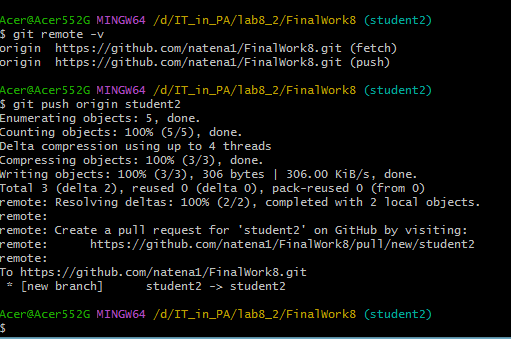 Acer@Acer552G MINGW64 /d/IT_in_PA/lab8_2/FinalWork8 (student2)
$ git remote -v
origin  https://github.com/natena1/FinalWork8.git (fetch)
origin  https://github.com/natena1/FinalWork8.git (push)

Acer@Acer552G MINGW64 /d/IT_in_PA/lab8_2/FinalWork8 (student2)
$ git push origin student2
Enumerating objects: 5, done.
Counting objects: 100% (5/5), done.
Delta compression using up to 4 threads
Compressing objects: 100% (3/3), done.
Writing objects: 100% (3/3), 306 bytes | 306.00 KiB/s, done.
Total 3 (delta 2), reused 0 (delta 0), pack-reused 0 (from 0)
remote: Resolving deltas: 100% (2/2), completed with 2 local objects.
remote:
remote: Create a pull request for 'student2' on GitHub by visiting:
remote:      https://github.com/natena1/FinalWork8/pull/new/student2
remote:
To https://github.com/natena1/FinalWork8.git
 * [new branch]      student2 -> student2

Acer@Acer552G MINGW64 /d/IT_in_PA/lab8_2/FinalWork8 (student2)
$